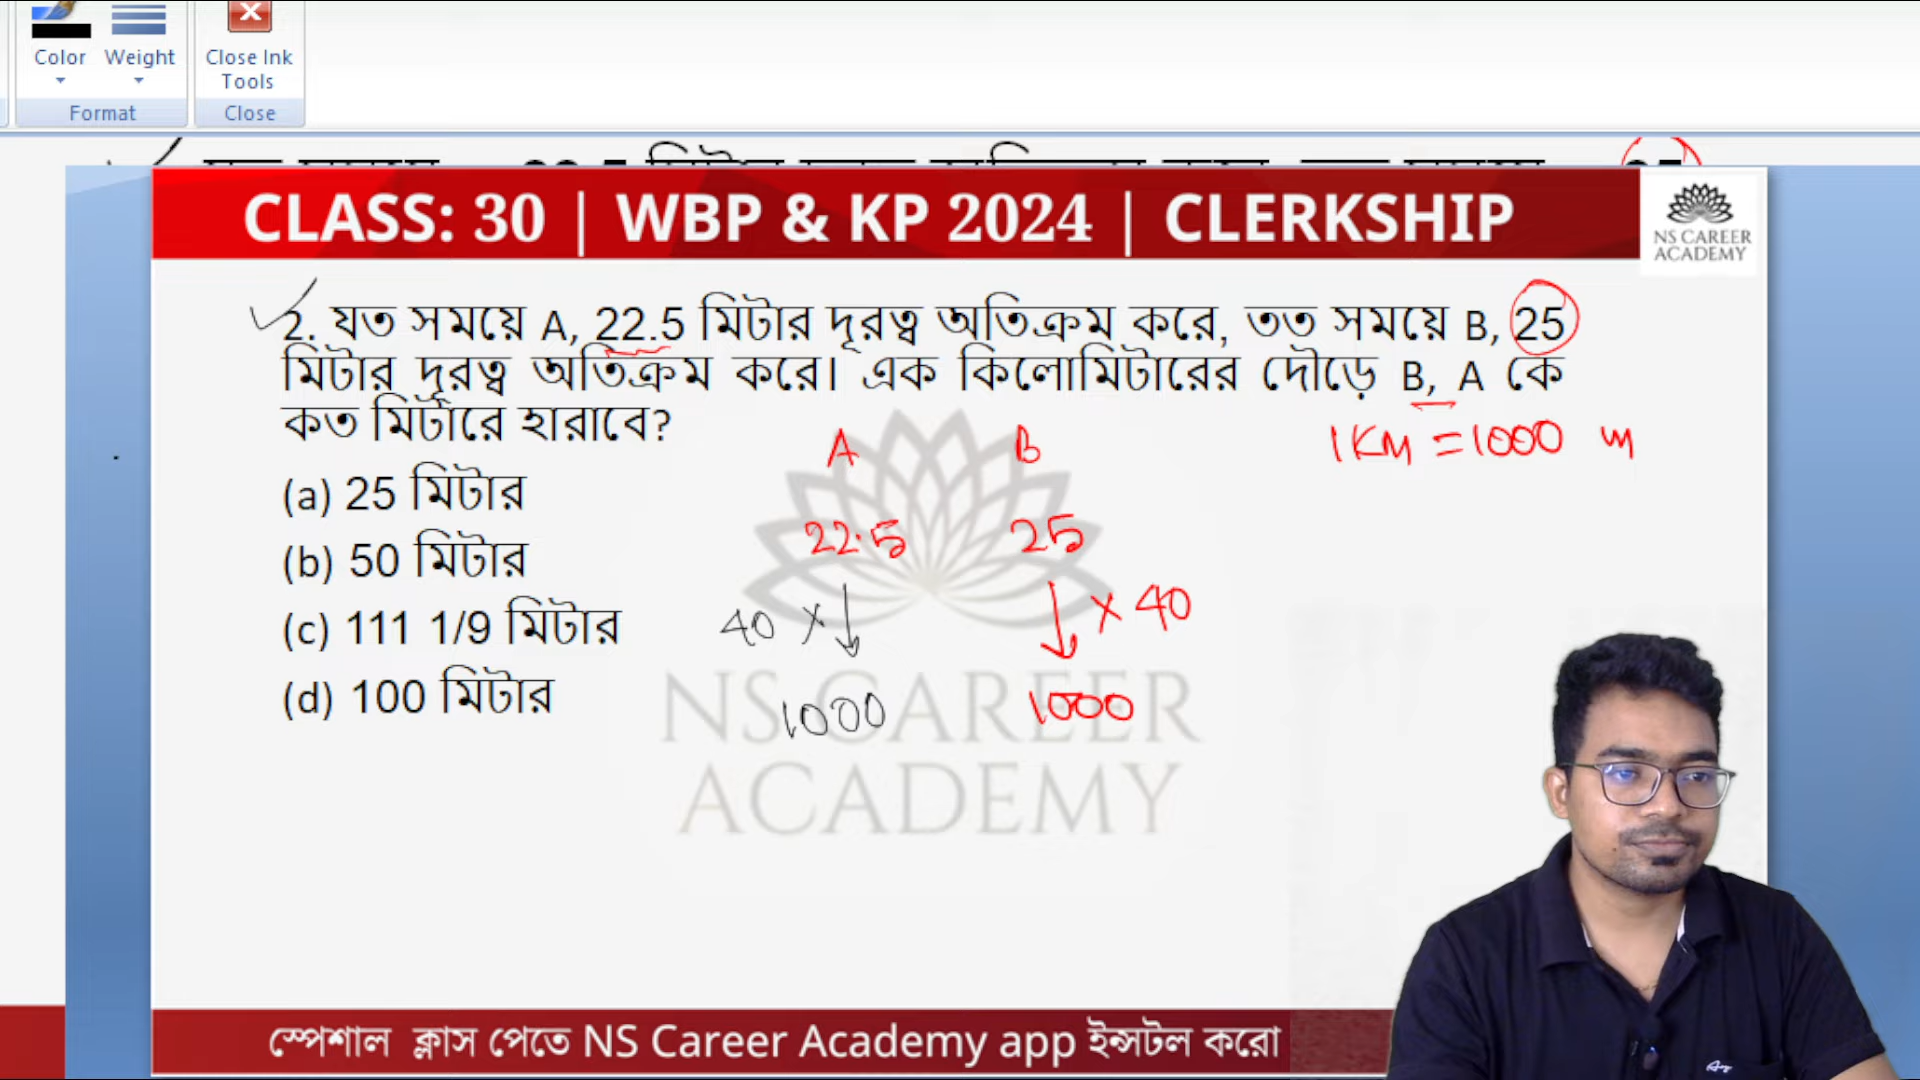 Color Weight Close Ink Tools
Format Close
CLASS: 30 | WBP & KP 2024 | CLERKSHIP
NS CAREER
ACADEMY
2. যত সময়ে A, 22.5 মিটার দূরত্ব অতিক্রম করে, তত সময়ে B, 25
মিটার দূরত্ব অতিক্রম করে। এক কিলোমিটারের দৌড়ে B, A কে
কত মিটারে হারাবে?
A B 1KM = 1000 m
(a) 25 মিটার
22.5 25
(b) 50 মিটার
40 × × 40
(c) 111 1/9 মিটার
(d) 100 মিটার
1000 1000
NS CAREER
ACADEMY
স্পেশাল ক্লাস পেতে NS Career Academy app ইন্সটল করো